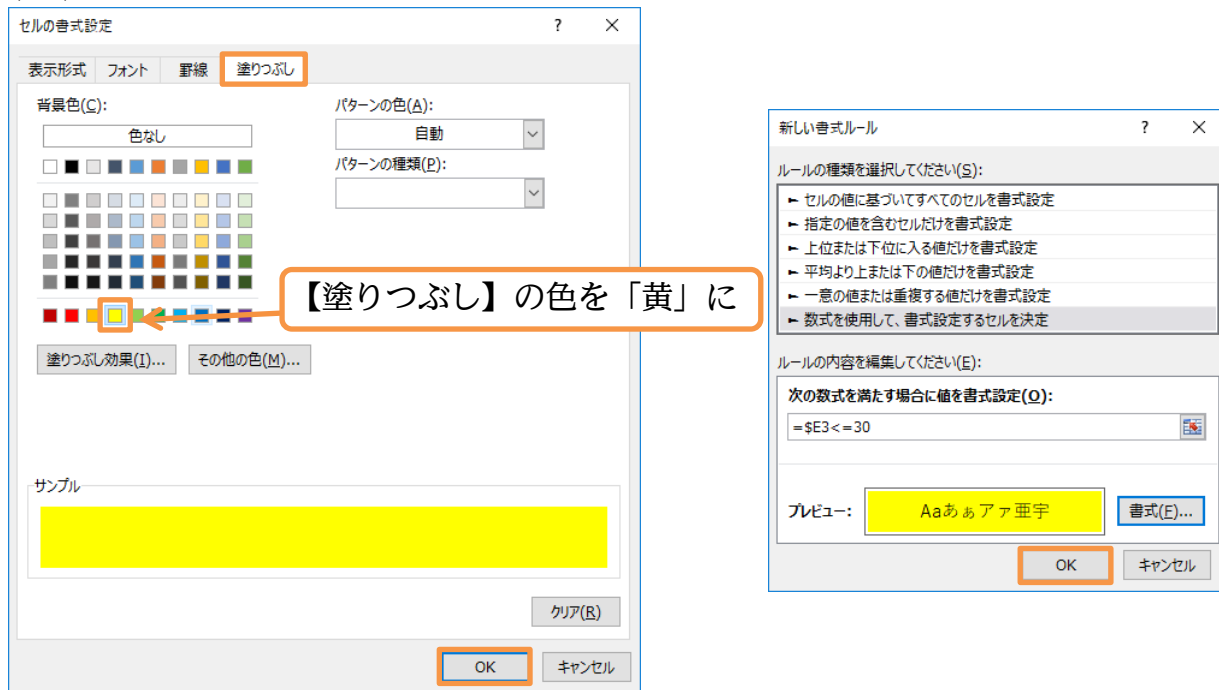 セルの書式設定
表示形式 フォント 罫線 塗りつぶし
背景色(C):
色なし
パターンの色(A):
自動
パターンの種類(P):
【塗りつぶし】の色を「黄」に
塗りつぶし効果(I)... その他の色(M)...
サンプル
クリア(R)
OK キャンセル
新しい書式ルール
ルールの種類を選択してください(S):
► セルの値に基づいてすべてのセルを書式設定
► 指定の値を含むセルだけを書式設定
► 上位または下位に入る値だけを書式設定
► 平均より上または下の値だけを書式設定
► 一意の値または重複する値だけを書式設定
► 数式を使用して、書式設定するセルを決定
ルールの内容を編集してください(E):
次の数式を満たす場合に値を書式設定(O):
=$E3<=30
プレビュー: Aaあぁアァ亜宇 書式(F)...
OK キャンセル